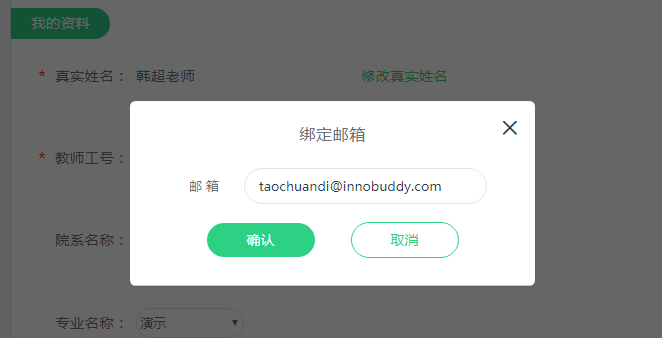 我的资料
* 真实姓名： 韩超老师 修改真实姓名
绑定邮箱
* 教师工号：
邮 箱 taochuandi@innobuddy.com
院系名称： 确认 取消
专业名称： 演示